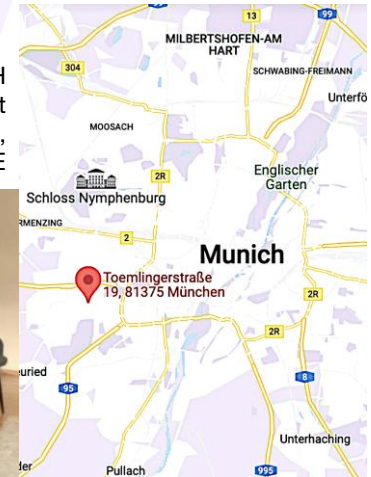 H
t
,
E
13
99
MILBERTSHOFEN-AM
HART
304
SCHWABING-FREIMANN
MOOSACH
Unterfö
Englischer
Garten
2R
Schloss Nymphenburg
RMENZING
2
Munich
Toemlingerstraße
19, 81375 München
2R
2R
euried
95
8
Unterhaching
der
Pullach
995